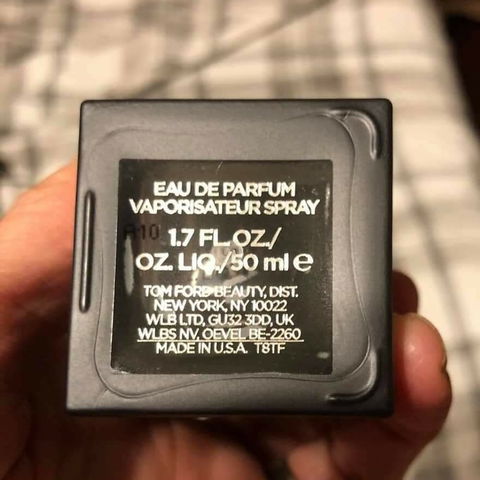 EAU DE PARFUM
VAPORISATEUR SPRAY
A10
1.7 FL. OZ./
OZ. LIQ./50 ml ℮
TOM FORD BEAUTY, DIST.
NEW YORK, NY 10022
WLB LTD, GU32 3DD, UK
WLBS NV, OEVEL BE-2260
MADE IN U.S.A. T8TF